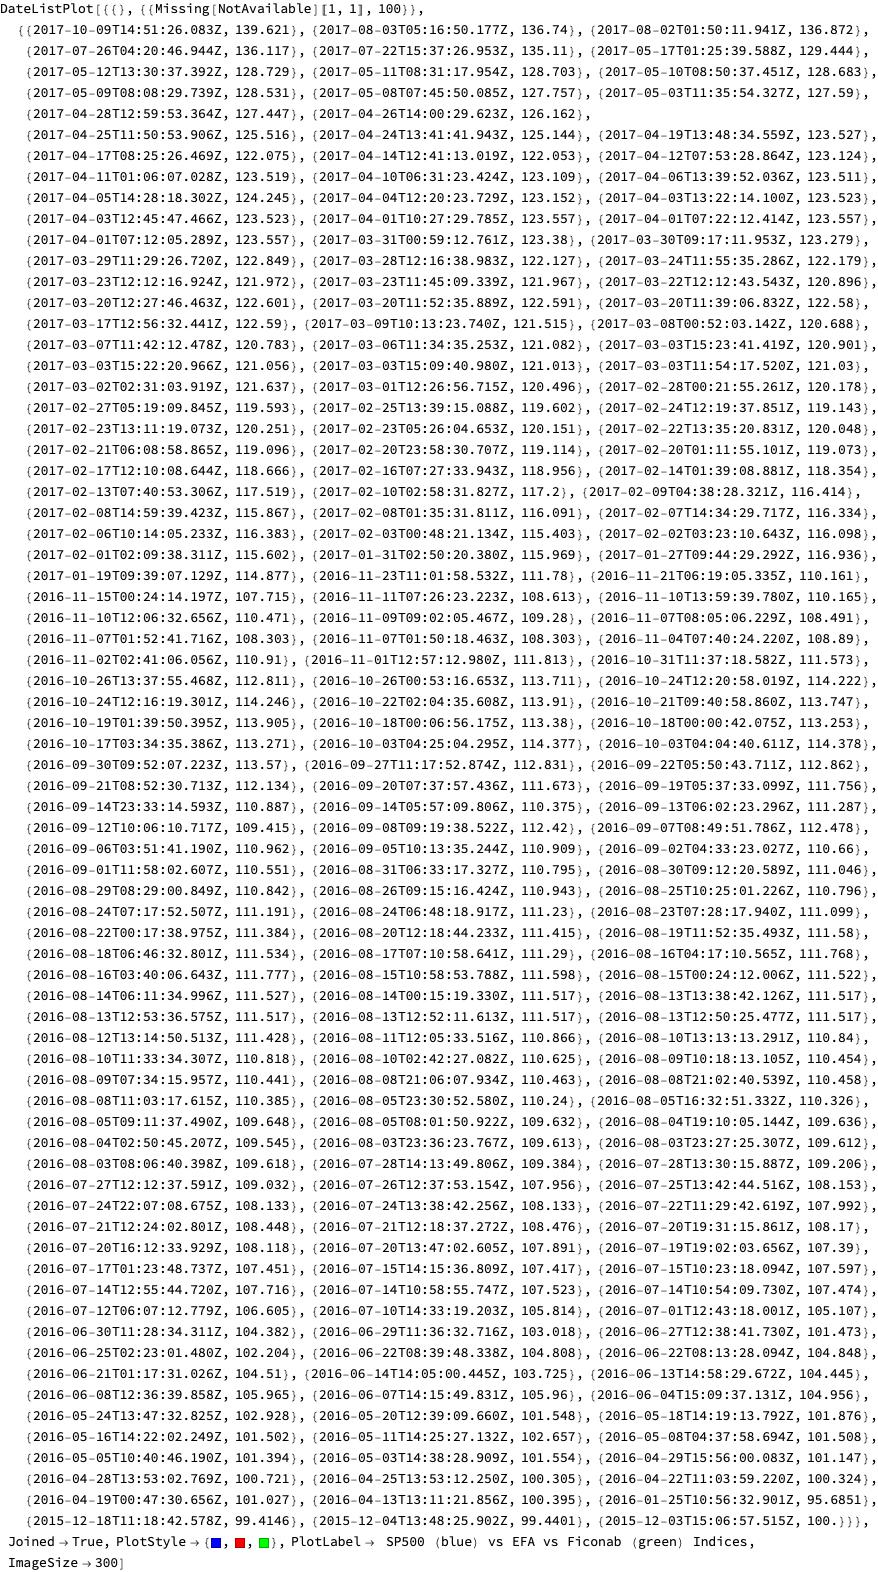 DateListPlot[{{{}, {{Missing[NotAvailable]⟦1, 1⟧, 100}},
{{2017-10-09T14:51:26.083Z, 139.621}, {2017-08-03T05:16:50.177Z, 136.74}, {2017-08-02T01:50:11.941Z, 136.872},
{2017-07-26T04:20:46.944Z, 136.117}, {2017-07-22T15:37:26.953Z, 135.11}, {2017-05-17T01:25:39.588Z, 129.444},
{2017-05-12T13:30:37.392Z, 128.729}, {2017-05-11T08:31:17.954Z, 128.703}, {2017-05-10T08:50:37.451Z, 128.683},
{2017-05-09T08:08:29.739Z, 128.531}, {2017-05-08T07:45:50.085Z, 127.757}, {2017-05-03T11:35:54.327Z, 127.59},
{2017-04-28T12:59:53.364Z, 127.447}, {2017-04-26T14:00:29.623Z, 126.162},
{2017-04-25T11:50:53.906Z, 125.516}, {2017-04-24T13:41:41.943Z, 125.144}, {2017-04-19T13:48:34.559Z, 123.527},
{2017-04-17T08:25:26.469Z, 122.075}, {2017-04-14T12:41:13.019Z, 122.053}, {2017-04-12T07:53:28.864Z, 123.124},
{2017-04-11T01:06:07.028Z, 123.519}, {2017-04-10T06:31:23.424Z, 123.109}, {2017-04-06T13:39:52.036Z, 123.511},
{2017-04-05T14:28:18.302Z, 124.245}, {2017-04-04T12:20:23.729Z, 123.152}, {2017-04-03T13:22:14.100Z, 123.523},
{2017-04-03T12:45:47.466Z, 123.523}, {2017-04-01T10:27:29.785Z, 123.557}, {2017-04-01T07:22:12.414Z, 123.557},
{2017-04-01T07:12:05.289Z, 123.557}, {2017-03-31T00:59:12.761Z, 123.38}, {2017-03-30T09:17:11.953Z, 123.279},
{2017-03-29T11:29:26.720Z, 122.849}, {2017-03-28T12:16:38.983Z, 122.127}, {2017-03-24T11:55:35.286Z, 122.179},
{2017-03-23T12:12:16.924Z, 121.972}, {2017-03-23T11:45:09.339Z, 121.967}, {2017-03-22T12:12:43.543Z, 120.896},
{2017-03-20T12:27:46.463Z, 122.601}, {2017-03-20T11:52:35.889Z, 122.591}, {2017-03-20T11:39:06.832Z, 122.58},
{2017-03-17T12:56:32.441Z, 122.59}, {2017-03-09T10:13:23.740Z, 121.515}, {2017-03-08T00:52:03.142Z, 120.688},
{2017-03-07T11:42:12.478Z, 120.783}, {2017-03-06T11:34:35.253Z, 121.082}, {2017-03-03T15:23:41.419Z, 120.901},
{2017-03-03T15:22:20.966Z, 121.056}, {2017-03-03T15:09:40.980Z, 121.013}, {2017-03-03T11:54:17.520Z, 121.03},
{2017-03-02T02:31:03.919Z, 121.637}, {2017-03-01T12:26:56.715Z, 120.496}, {2017-02-28T00:21:55.261Z, 120.178},
{2017-02-27T05:19:09.845Z, 119.593}, {2017-02-25T13:39:15.088Z, 119.602}, {2017-02-24T12:19:37.851Z, 119.143},
{2017-02-23T13:11:19.073Z, 120.251}, {2017-02-23T05:26:04.653Z, 120.151}, {2017-02-22T13:35:20.831Z, 120.048},
{2017-02-21T06:08:58.865Z, 119.096}, {2017-02-20T23:58:30.707Z, 119.114}, {2017-02-20T01:11:55.101Z, 119.073},
{2017-02-17T12:10:08.644Z, 118.666}, {2017-02-16T07:27:33.943Z, 118.956}, {2017-02-14T01:39:08.881Z, 118.354},
{2017-02-13T07:40:53.306Z, 117.519}, {2017-02-10T02:58:31.827Z, 117.2}, {2017-02-09T04:38:28.321Z, 116.414},
{2017-02-08T14:59:39.423Z, 115.867}, {2017-02-08T01:35:31.811Z, 116.091}, {2017-02-07T14:34:29.717Z, 116.334},
{2017-02-06T10:14:05.233Z, 116.383}, {2017-02-03T00:48:21.134Z, 115.403}, {2017-02-02T03:23:10.643Z, 116.098},
{2017-02-01T02:09:38.311Z, 115.602}, {2017-01-31T02:50:20.380Z, 115.969}, {2017-01-27T09:44:29.292Z, 116.936},
{2017-01-19T09:39:07.129Z, 114.877}, {2016-11-23T11:01:58.532Z, 111.78}, {2016-11-21T06:19:05.335Z, 110.161},
{2016-11-15T00:24:14.197Z, 107.715}, {2016-11-11T07:26:23.223Z, 108.613}, {2016-11-10T13:59:39.780Z, 110.165},
{2016-11-10T12:06:32.656Z, 110.471}, {2016-11-09T09:02:05.467Z, 109.28}, {2016-11-07T08:05:06.229Z, 108.491},
{2016-11-07T01:52:41.716Z, 108.303}, {2016-11-07T01:50:18.463Z, 108.303}, {2016-11-04T07:40:24.220Z, 108.89},
{2016-11-02T02:41:06.056Z, 110.91}, {2016-11-01T12:57:12.980Z, 111.813}, {2016-10-31T11:37:18.582Z, 111.573},
{2016-10-26T13:37:55.468Z, 112.811}, {2016-10-26T00:53:16.653Z, 113.711}, {2016-10-24T12:20:58.019Z, 114.222},
{2016-10-24T12:16:19.301Z, 114.246}, {2016-10-22T02:04:35.608Z, 113.91}, {2016-10-21T09:40:58.860Z, 113.747},
{2016-10-19T01:39:50.395Z, 113.905}, {2016-10-18T00:06:56.175Z, 113.38}, {2016-10-18T00:00:42.075Z, 113.253},
{2016-10-17T03:34:35.386Z, 113.271}, {2016-10-03T04:25:04.295Z, 114.377}, {2016-10-03T04:04:40.611Z, 114.378},
{2016-09-30T09:52:07.223Z, 113.57}, {2016-09-27T11:17:52.874Z, 112.831}, {2016-09-22T05:50:43.711Z, 112.862},
{2016-09-21T08:52:30.713Z, 112.134}, {2016-09-20T07:37:57.436Z, 111.673}, {2016-09-19T05:37:33.099Z, 111.756},
{2016-09-14T23:33:14.593Z, 110.887}, {2016-09-14T05:57:09.806Z, 110.375}, {2016-09-13T06:02:23.296Z, 111.287},
{2016-09-12T10:06:10.717Z, 109.415}, {2016-09-08T09:19:38.522Z, 112.42}, {2016-09-07T08:49:51.786Z, 112.478},
{2016-09-06T03:51:41.190Z, 110.962}, {2016-09-05T10:13:35.244Z, 110.909}, {2016-09-02T04:33:23.027Z, 110.66},
{2016-09-01T11:58:02.607Z, 110.551}, {2016-08-31T06:33:17.327Z, 110.795}, {2016-08-30T09:12:20.589Z, 111.046},
{2016-08-29T08:29:00.849Z, 110.842}, {2016-08-26T09:15:16.424Z, 110.943}, {2016-08-25T10:25:01.226Z, 110.796},
{2016-08-24T07:17:52.507Z, 111.191}, {2016-08-24T06:48:18.917Z, 111.23}, {2016-08-23T07:28:17.940Z, 111.099},
{2016-08-22T00:17:38.975Z, 111.384}, {2016-08-20T12:18:44.233Z, 111.415}, {2016-08-19T11:52:35.493Z, 111.58},
{2016-08-18T06:46:32.801Z, 111.534}, {2016-08-17T07:10:58.641Z, 111.29}, {2016-08-16T04:17:10.565Z, 111.768},
{2016-08-16T03:40:06.643Z, 111.777}, {2016-08-15T10:58:53.788Z, 111.598}, {2016-08-15T00:24:12.006Z, 111.522},
{2016-08-14T06:11:34.996Z, 111.527}, {2016-08-14T00:15:19.330Z, 111.517}, {2016-08-13T13:38:42.126Z, 111.517},
{2016-08-13T12:53:36.575Z, 111.517}, {2016-08-13T12:52:11.613Z, 111.517}, {2016-08-13T12:50:25.477Z, 111.517},
{2016-08-12T13:14:50.513Z, 111.428}, {2016-08-11T12:05:33.516Z, 110.866}, {2016-08-10T13:13:13.291Z, 110.84},
{2016-08-10T11:33:34.307Z, 110.818}, {2016-08-10T02:42:27.082Z, 110.625}, {2016-08-09T10:18:13.105Z, 110.454},
{2016-08-09T07:34:15.957Z, 110.441}, {2016-08-08T21:06:07.934Z, 110.463}, {2016-08-08T21:02:40.539Z, 110.458},
{2016-08-08T11:03:17.615Z, 110.385}, {2016-08-05T23:30:52.580Z, 110.24}, {2016-08-05T16:32:51.332Z, 110.326},
{2016-08-05T09:11:37.490Z, 109.648}, {2016-08-05T08:01:50.922Z, 109.632}, {2016-08-04T19:10:05.144Z, 109.636},
{2016-08-04T02:50:45.207Z, 109.545}, {2016-08-03T23:36:23.767Z, 109.613}, {2016-08-03T23:27:25.307Z, 109.612},
{2016-08-03T08:06:40.398Z, 109.618}, {2016-07-28T14:13:49.806Z, 109.384}, {2016-07-28T13:30:15.887Z, 109.206},
{2016-07-27T12:12:37.591Z, 109.032}, {2016-07-26T12:37:53.154Z, 107.956}, {2016-07-25T13:42:44.516Z, 108.153},
{2016-07-24T22:07:08.675Z, 108.133}, {2016-07-24T13:38:42.256Z, 108.133}, {2016-07-22T11:29:42.619Z, 107.992},
{2016-07-21T12:24:02.801Z, 108.448}, {2016-07-21T12:18:37.272Z, 108.476}, {2016-07-20T19:31:15.861Z, 108.17},
{2016-07-20T16:12:33.929Z, 108.118}, {2016-07-20T13:47:02.605Z, 107.891}, {2016-07-19T19:02:03.656Z, 107.39},
{2016-07-17T01:23:48.737Z, 107.451}, {2016-07-15T14:15:36.809Z, 107.417}, {2016-07-15T10:23:18.094Z, 107.597},
{2016-07-14T12:55:44.720Z, 107.716}, {2016-07-14T10:58:55.747Z, 107.523}, {2016-07-14T10:54:09.730Z, 107.474},
{2016-07-12T06:07:12.779Z, 106.605}, {2016-07-10T14:33:19.203Z, 105.814}, {2016-07-01T12:43:18.001Z, 105.107},
{2016-06-30T11:28:34.311Z, 104.382}, {2016-06-29T11:36:32.716Z, 103.018}, {2016-06-27T12:38:41.730Z, 101.473},
{2016-06-25T02:23:01.480Z, 102.204}, {2016-06-22T08:39:48.338Z, 104.808}, {2016-06-22T08:13:28.094Z, 104.848},
{2016-06-21T01:17:31.026Z, 104.51}, {2016-06-14T14:05:00.445Z, 103.725}, {2016-06-13T14:58:29.672Z, 104.445},
{2016-06-08T12:36:39.858Z, 105.965}, {2016-06-07T14:15:49.831Z, 105.96}, {2016-06-04T15:09:37.131Z, 104.956},
{2016-05-24T13:47:32.825Z, 102.928}, {2016-05-20T12:39:09.660Z, 101.548}, {2016-05-18T14:19:13.792Z, 101.876},
{2016-05-16T14:22:02.249Z, 101.502}, {2016-05-11T14:25:27.132Z, 102.657}, {2016-05-08T04:37:58.694Z, 101.508},
{2016-05-05T10:40:46.190Z, 101.394}, {2016-05-03T14:38:28.909Z, 101.554}, {2016-04-29T15:56:00.083Z, 101.147},
{2016-04-28T13:53:02.769Z, 100.721}, {2016-04-25T13:53:12.250Z, 100.305}, {2016-04-22T11:03:59.220Z, 100.324},
{2016-04-19T00:47:30.656Z, 101.027}, {2016-04-13T13:11:21.856Z, 100.395}, {2016-01-25T10:56:32.901Z, 95.6851},
{2015-12-18T11:18:42.578Z, 99.4146}, {2015-12-04T13:48:25.902Z, 99.4401}, {2015-12-03T15:06:57.515Z, 100.}}},
Joined → True, PlotStyle → {■, ■, ■}, PlotLabel → SP500 (blue) vs EFA vs Ficonab (green) Indices,
ImageSize → 300]